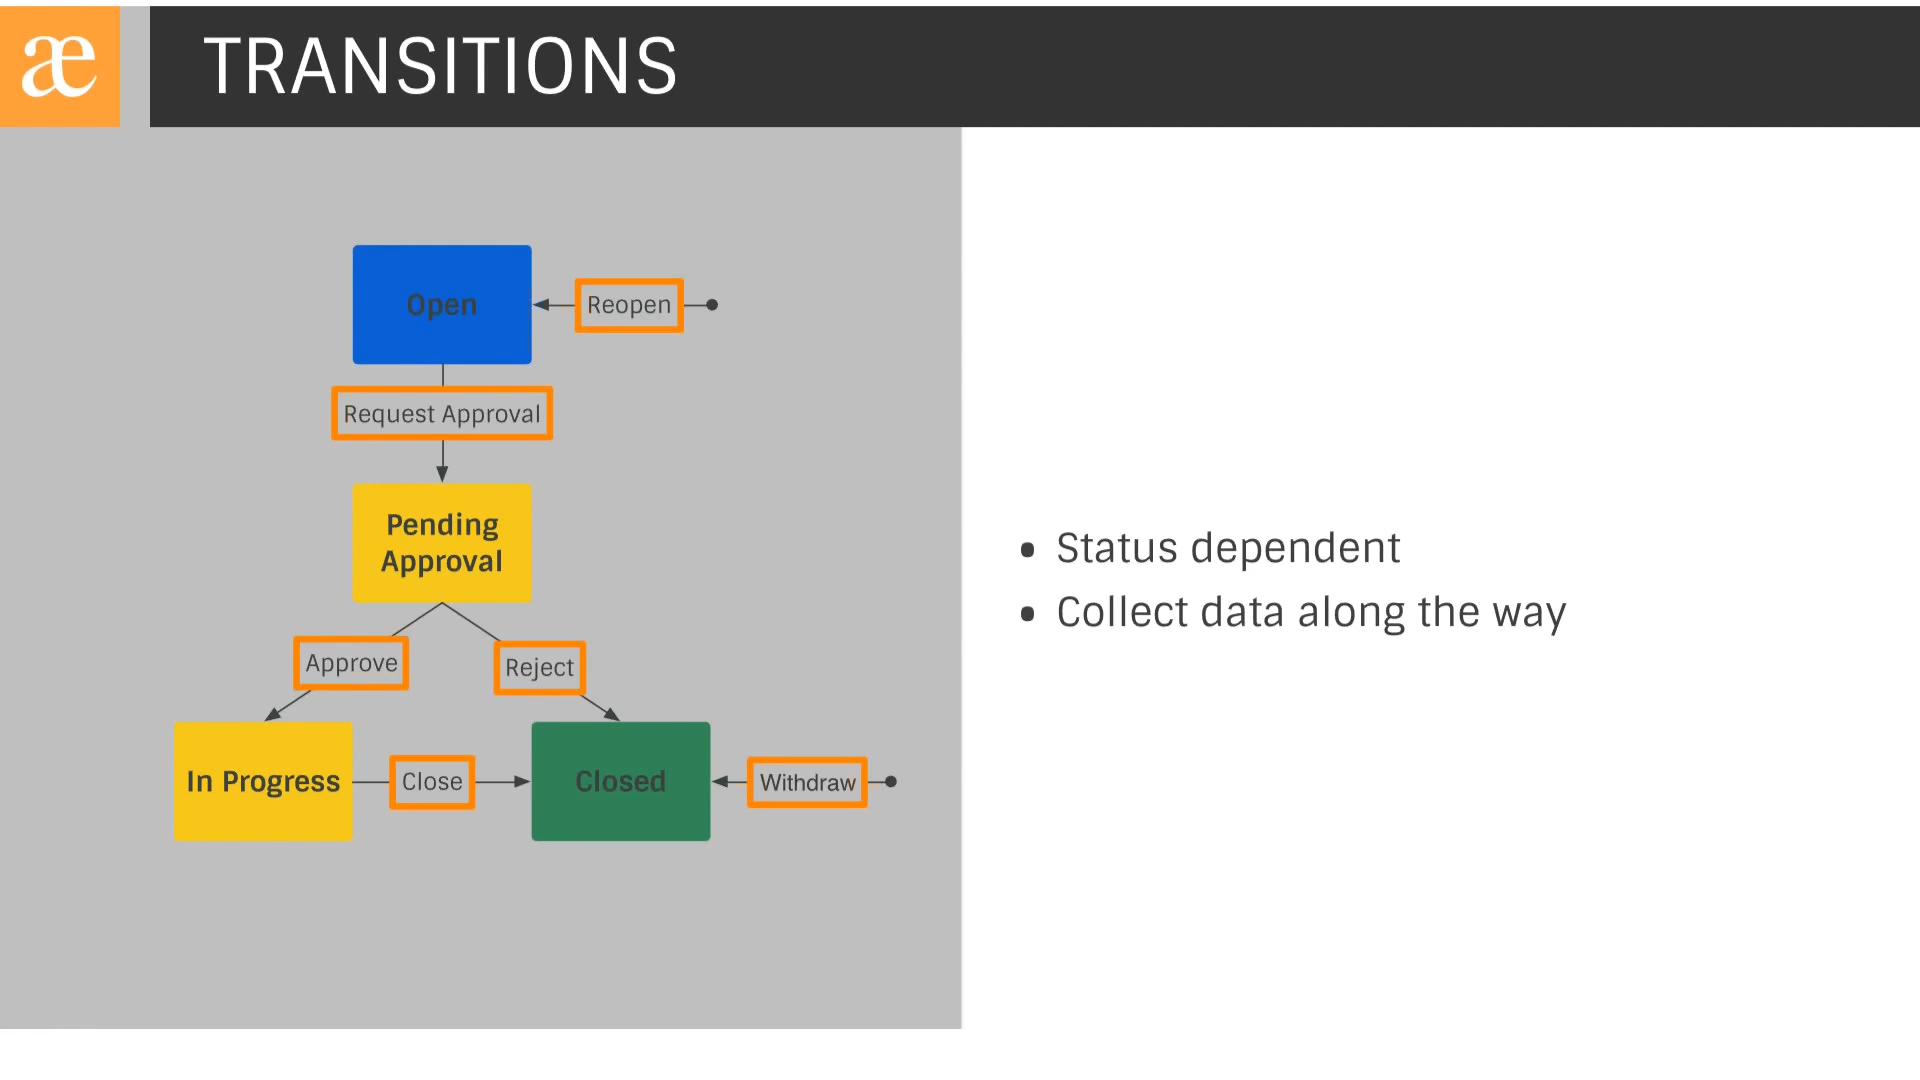 æ
TRANSITIONS
Open
Reopen
Request Approval
Pending
Approval
Approve
Reject
In Progress
Close
Closed
Withdraw
• Status dependent
• Collect data along the way